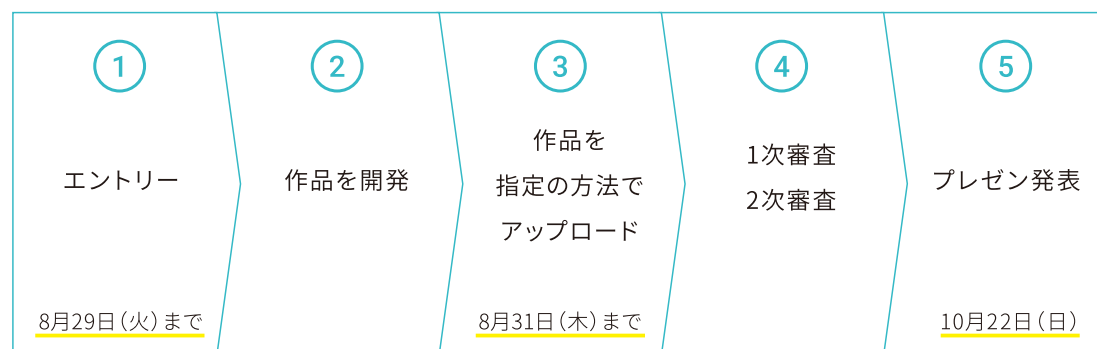 1
エントリー
8月29日（火）まで
2
作品を開発
3
作品を
指定の方法で
アップロード
8月31日（木）まで
4
1次審査
2次審査
5
プレゼン発表
10月22日（日）